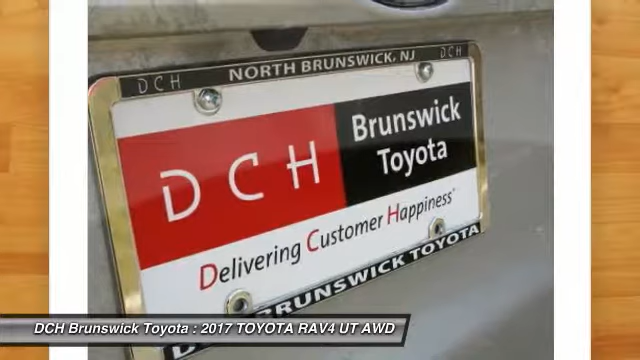 DCH NORTH BRUNSWICK, NJ DCH
DCH Brunswick
Toyota
Delivering Customer Happiness
BRUNSWICK TOYOTA
DCH Brunswick Toyota : 2017 TOYOTA RAV4 UT AWD